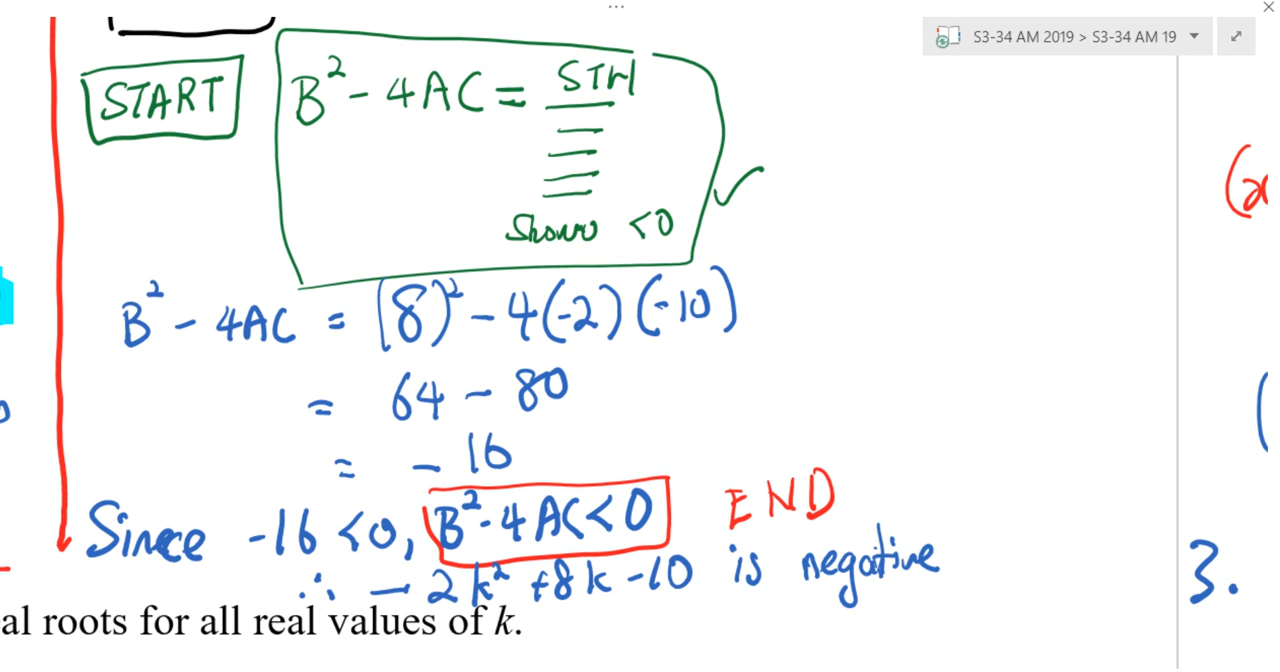 S3-34 AM 2019 > S3-34 AM 19
START
B² - 4AC = STH
Shown < 0
B² - 4AC = (8)² - 4(-2)(-10)
= 64 - 80
= - 16
Since -16 < 0, B² - 4AC < 0 END
∴ - 2k² + 8k - 10 is negative
al roots for all real values of k.
3.